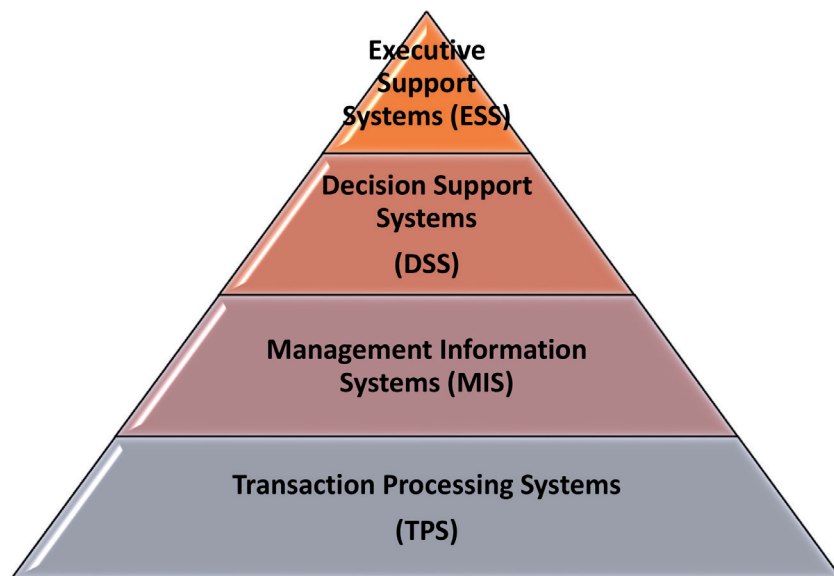 Executive
Support
Systems (ESS)
Decision Support
Systems
(DSS)
Management Information
Systems (MIS)
Transaction Processing Systems
(TPS)